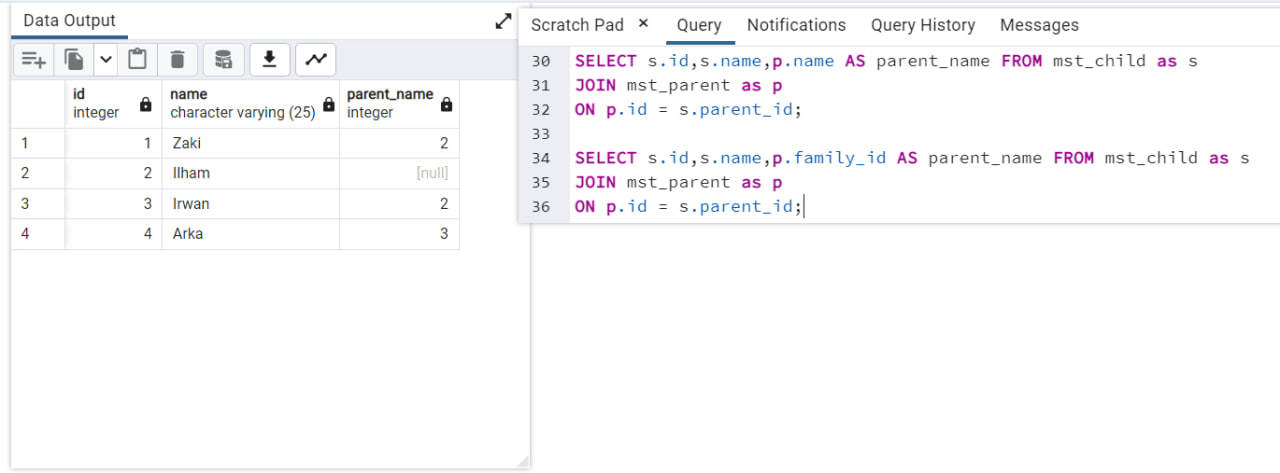 Data Output
id
integer
name
character varying (25)
parent_name
integer
1 1 Zaki 2
2 2 Ilham [null]
3 3 Irwan 2
4 4 Arka 3
Scratch Pad × Query Notifications Query History Messages
30 SELECT s.id,s.name,p.name AS parent_name FROM mst_child as s
31 JOIN mst_parent as p
32 ON p.id = s.parent_id;
33
34 SELECT s.id,s.name,p.family_id AS parent_name FROM mst_child as s
35 JOIN mst_parent as p
36 ON p.id = s.parent_id;